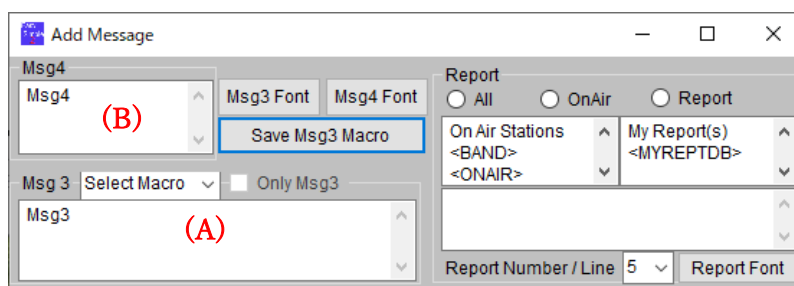 Add Message
Msg4
Msg4
(B)
Msg3 Font
Msg4 Font
Save Msg3 Macro
Msg 3
Select Macro
Only Msg3
Msg3
(A)
Report
All
OnAir
Report
On Air Stations
<BAND>
<ONAIR>
My Report(s)
<MYREPTDB>
Report Number / Line
5
Report Font